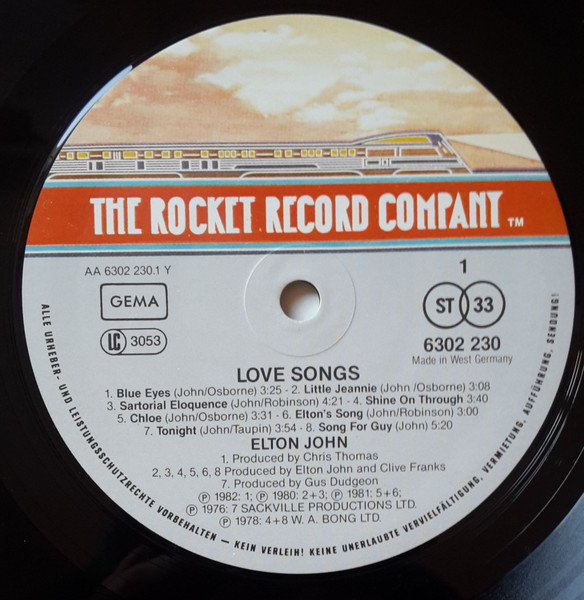 THE ROCKET RECORD COMPANY TM
AA 6302 230.1 Y
1
GEMA
ST 33
LC 3053
6302 230
Made in West Germany
LOVE SONGS
1. Blue Eyes (John/Osborne) 3:25 - 2. Little Jeannie (John /Osborne) 3:08
3. Sartorial Eloquence (John/Robinson) 4:21 - 4. Shine On Through 3:40
5. Chloe (John/Osborne) 3:31 - 6. Elton's Song (John/Robinson) 3:00
7. Tonight (John/Taupin) 3:54 - 8. Song For Guy (John) 5:20
ELTON JOHN
1. Produced by Chris Thomas
2, 3, 4, 5, 6, 8 Produced by Elton John and Clive Franks
7. Produced by Gus Dudgeon
Ⓟ 1982: 1; Ⓟ 1980: 2+3; Ⓟ 1981: 5+6;
Ⓟ 1976: 7 SACKVILLE PRODUCTIONS LTD.
Ⓟ 1978: 4+8 W. A. BONG LTD.
ALLE URHEBER- UND LEISTUNGSSCHUTZRECHTE VORBEHALTEN – KEIN VERLEIH! KEINE UNERLAUBTE VERVIELFÄLTIGUNG, VERMIETUNG, AUFFÜHRUNG, SENDUNG!